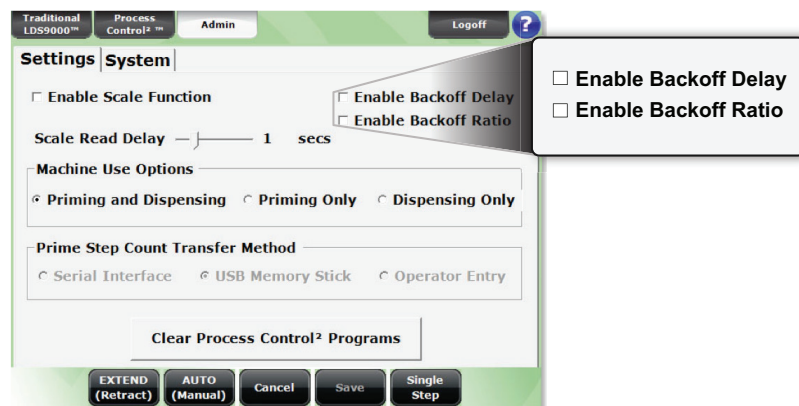 Traditional LDS9000™ Process Control² ™ Admin Logoff ?
Settings System
Enable Scale Function
Enable Backoff Delay
Enable Backoff Ratio
Scale Read Delay 1 secs
Machine Use Options
Priming and Dispensing Priming Only Dispensing Only
Prime Step Count Transfer Method
Serial Interface USB Memory Stick Operator Entry
Clear Process Control² Programs
EXTEND (Retract) AUTO (Manual) Cancel Save Single Step
Enable Backoff Delay
Enable Backoff Ratio